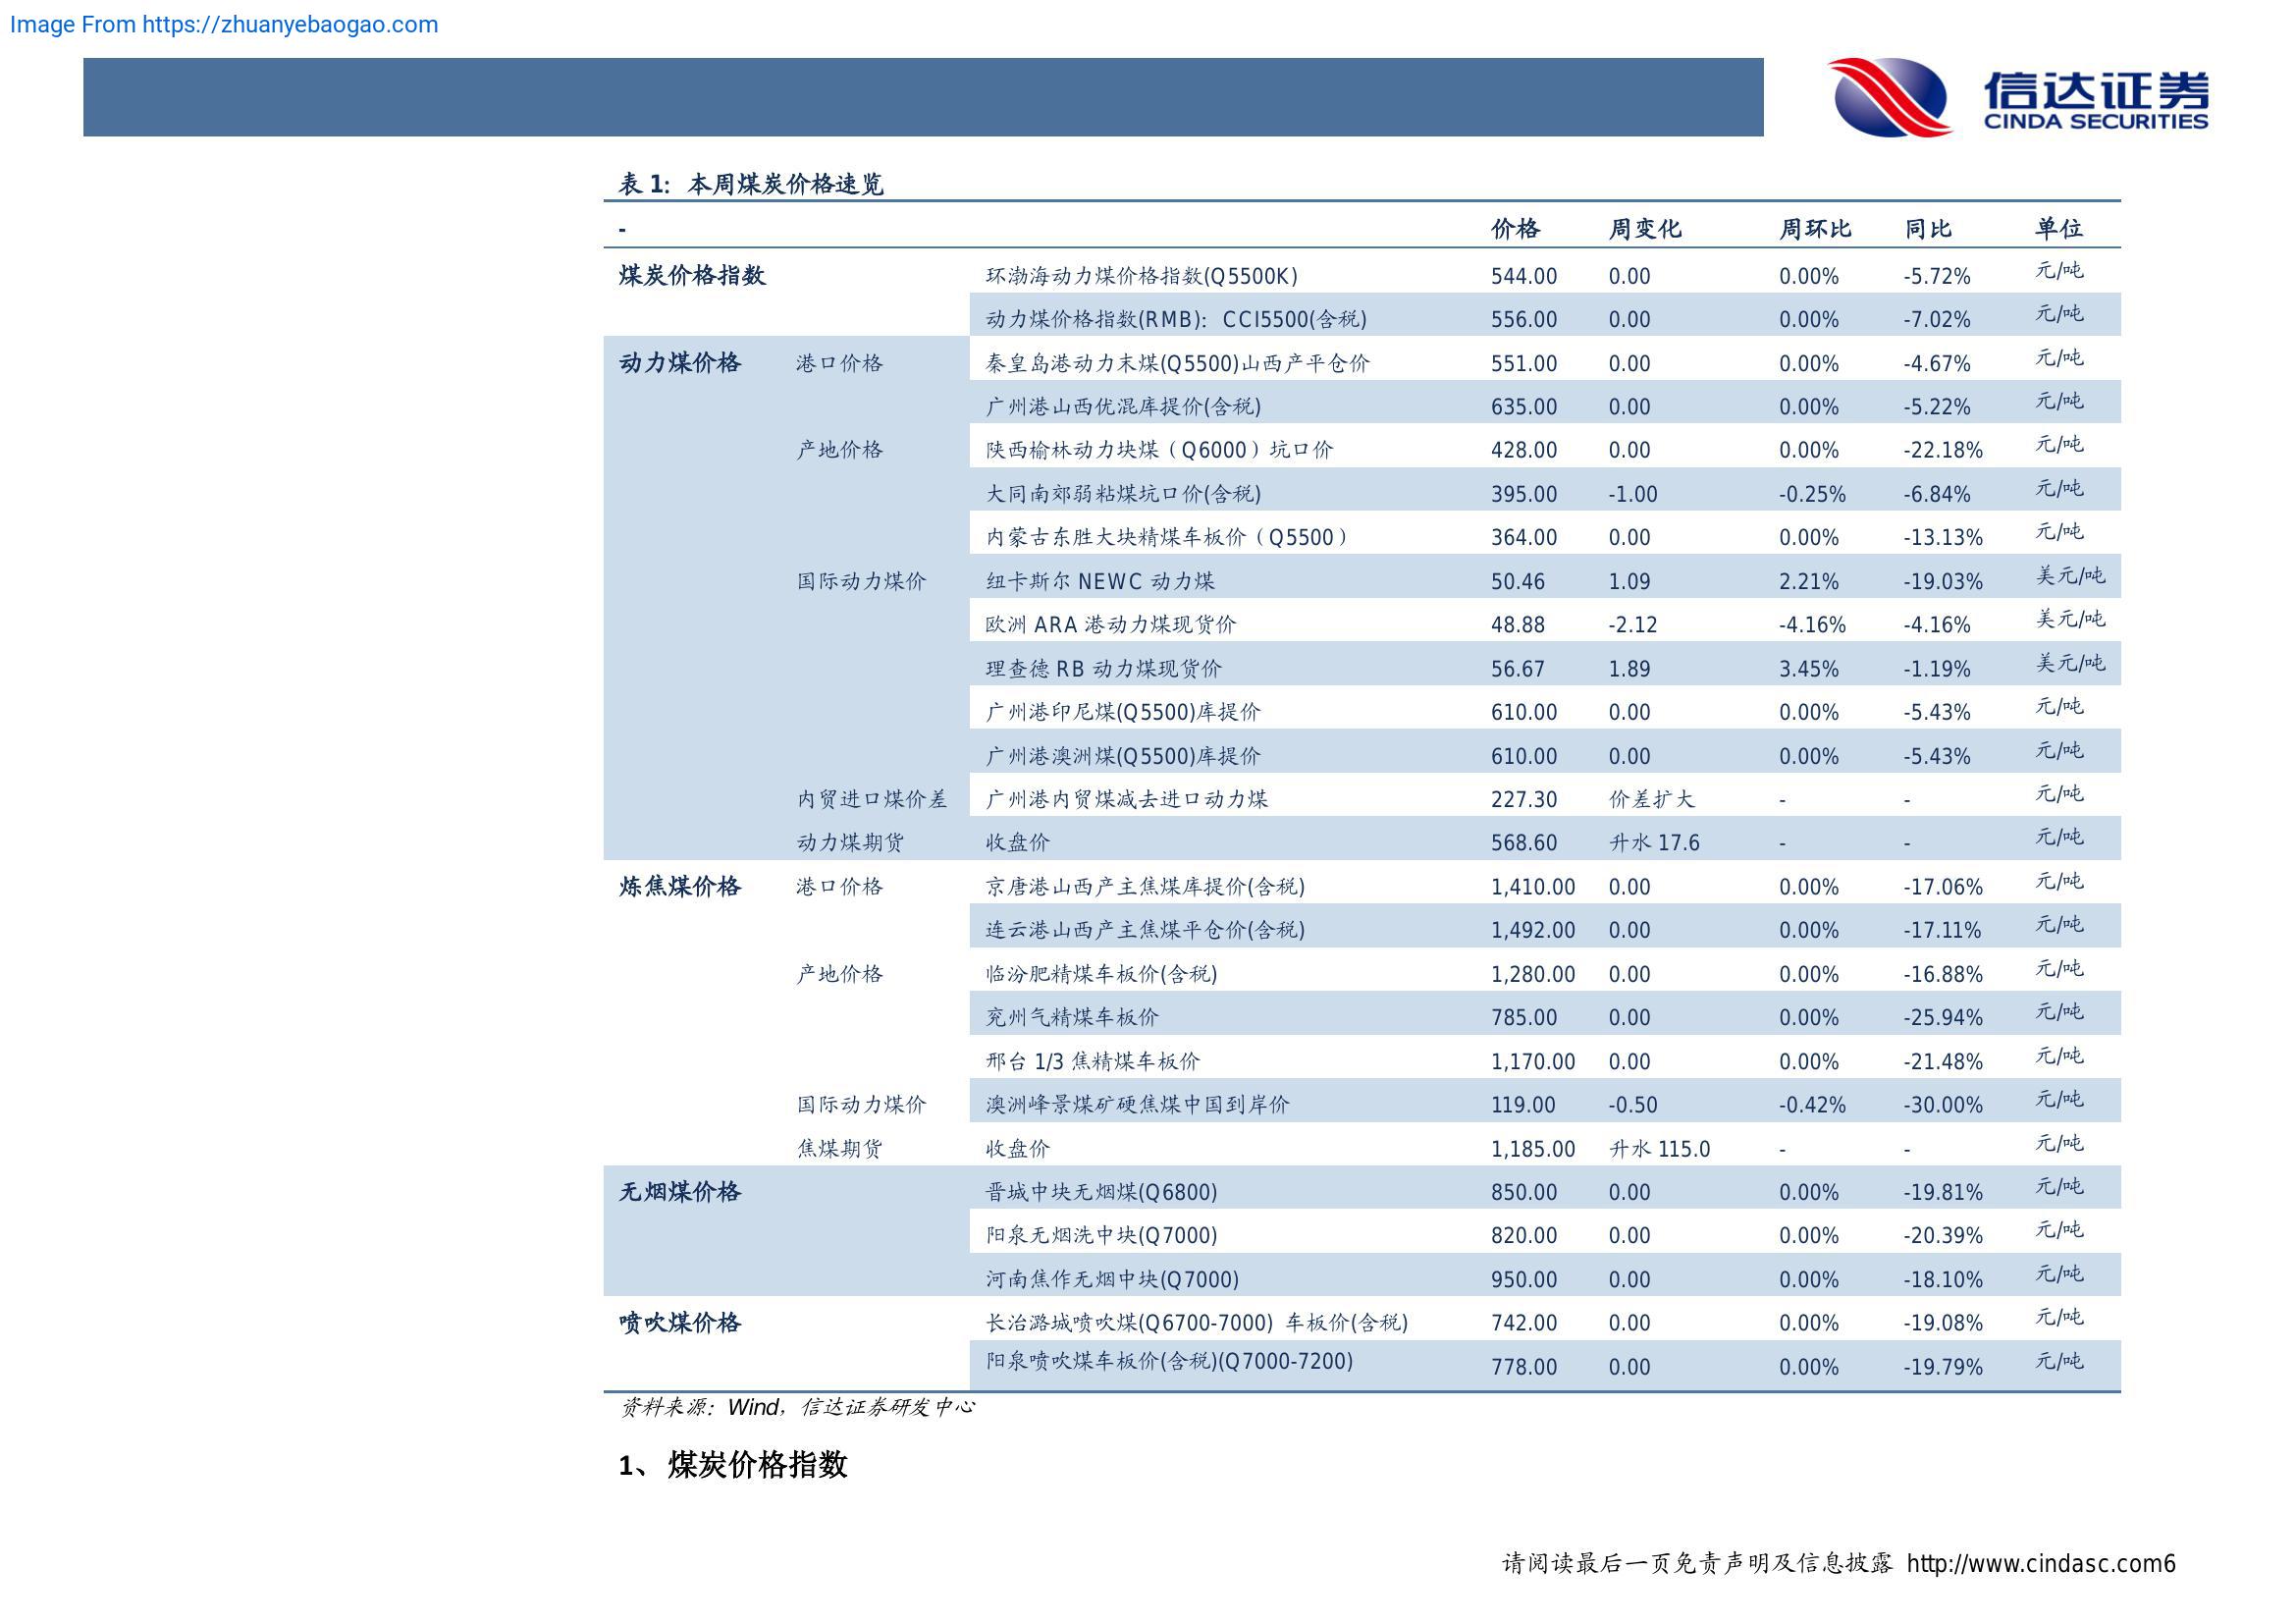 Image From https://zhuanyebaogao.com
信达证券
CINDA SECURITIES
表 1：本周煤炭价格速览
- 价格 周变化 周环比 同比 单位
煤炭价格指数 环渤海动力煤价格指数(Q5500K) 544.00 0.00 0.00% -5.72% 元/吨
动力煤价格指数(RMB)：CCI5500(含税) 556.00 0.00 0.00% -7.02% 元/吨
动力煤价格 港口价格 秦皇岛港动力末煤(Q5500)山西产平仓价 551.00 0.00 0.00% -4.67% 元/吨
广州港山西优混库提价(含税) 635.00 0.00 0.00% -5.22% 元/吨
产地价格 陕西榆林动力块煤（Q6000）坑口价 428.00 0.00 0.00% -22.18% 元/吨
大同南郊弱粘煤坑口价(含税) 395.00 -1.00 -0.25% -6.84% 元/吨
内蒙古东胜大块精煤车板价（Q5500） 364.00 0.00 0.00% -13.13% 元/吨
国际动力煤价 纽卡斯尔 NEWC 动力煤 50.46 1.09 2.21% -19.03% 美元/吨
欧洲 ARA 港动力煤现货价 48.88 -2.12 -4.16% -4.16% 美元/吨
理查德 RB 动力煤现货价 56.67 1.89 3.45% -1.19% 美元/吨
广州港印尼煤(Q5500)库提价 610.00 0.00 0.00% -5.43% 元/吨
广州港澳洲煤(Q5500)库提价 610.00 0.00 0.00% -5.43% 元/吨
内贸进口煤价差 广州港内贸煤减去进口动力煤 227.30 价差扩大 - - 元/吨
动力煤期货 收盘价 568.60 升水 17.6 - - 元/吨
炼焦煤价格 港口价格 京唐港山西产主焦煤库提价(含税) 1,410.00 0.00 0.00% -17.06% 元/吨
连云港山西产主焦煤平仓价(含税) 1,492.00 0.00 0.00% -17.11% 元/吨
产地价格 临汾肥精煤车板价(含税) 1,280.00 0.00 0.00% -16.88% 元/吨
兖州气精煤车板价 785.00 0.00 0.00% -25.94% 元/吨
邢台 1/3 焦精煤车板价 1,170.00 0.00 0.00% -21.48% 元/吨
国际动力煤价 澳洲峰景煤矿硬焦煤中国到岸价 119.00 -0.50 -0.42% -30.00% 元/吨
焦煤期货 收盘价 1,185.00 升水 115.0 - - 元/吨
无烟煤价格 晋城中块无烟煤(Q6800) 850.00 0.00 0.00% -19.81% 元/吨
阳泉无烟洗中块(Q7000) 820.00 0.00 0.00% -20.39% 元/吨
河南焦作无烟中块(Q7000) 950.00 0.00 0.00% -18.10% 元/吨
喷吹煤价格 长治潞城喷吹煤(Q6700-7000) 车板价(含税) 742.00 0.00 0.00% -19.08% 元/吨
阳泉喷吹煤车板价(含税)(Q7000-7200) 778.00 0.00 0.00% -19.79% 元/吨
资料来源：Wind，信达证券研发中心
1、煤炭价格指数
请阅读最后一页免责声明及信息披露 http://www.cindasc.com6